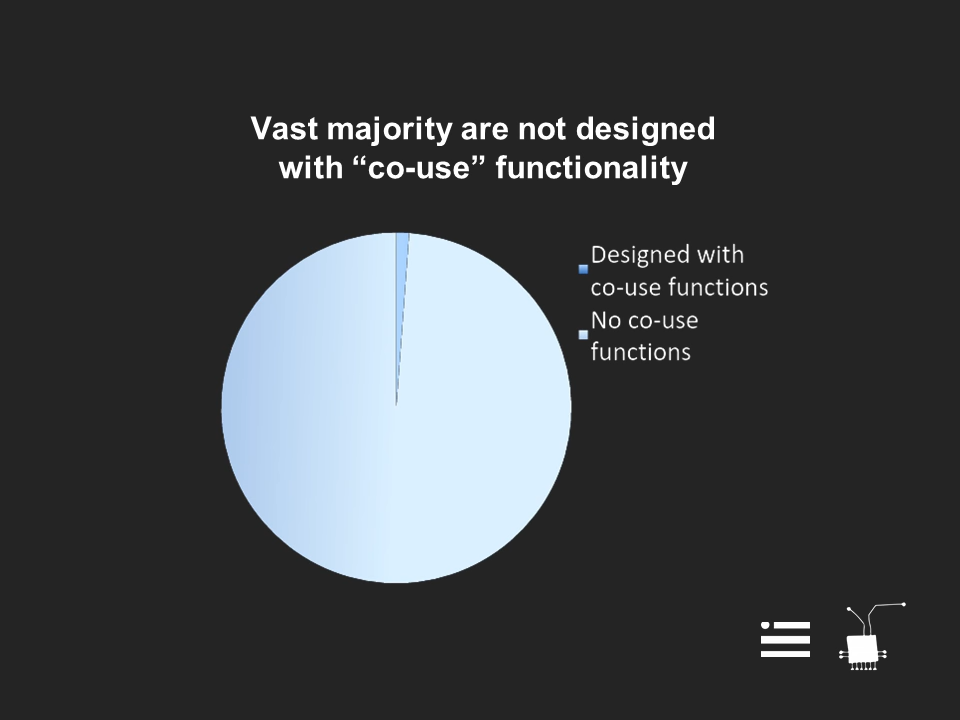 Vast majority are not designed
with “co-use” functionality
Designed with
co-use functions
No co-use
functions